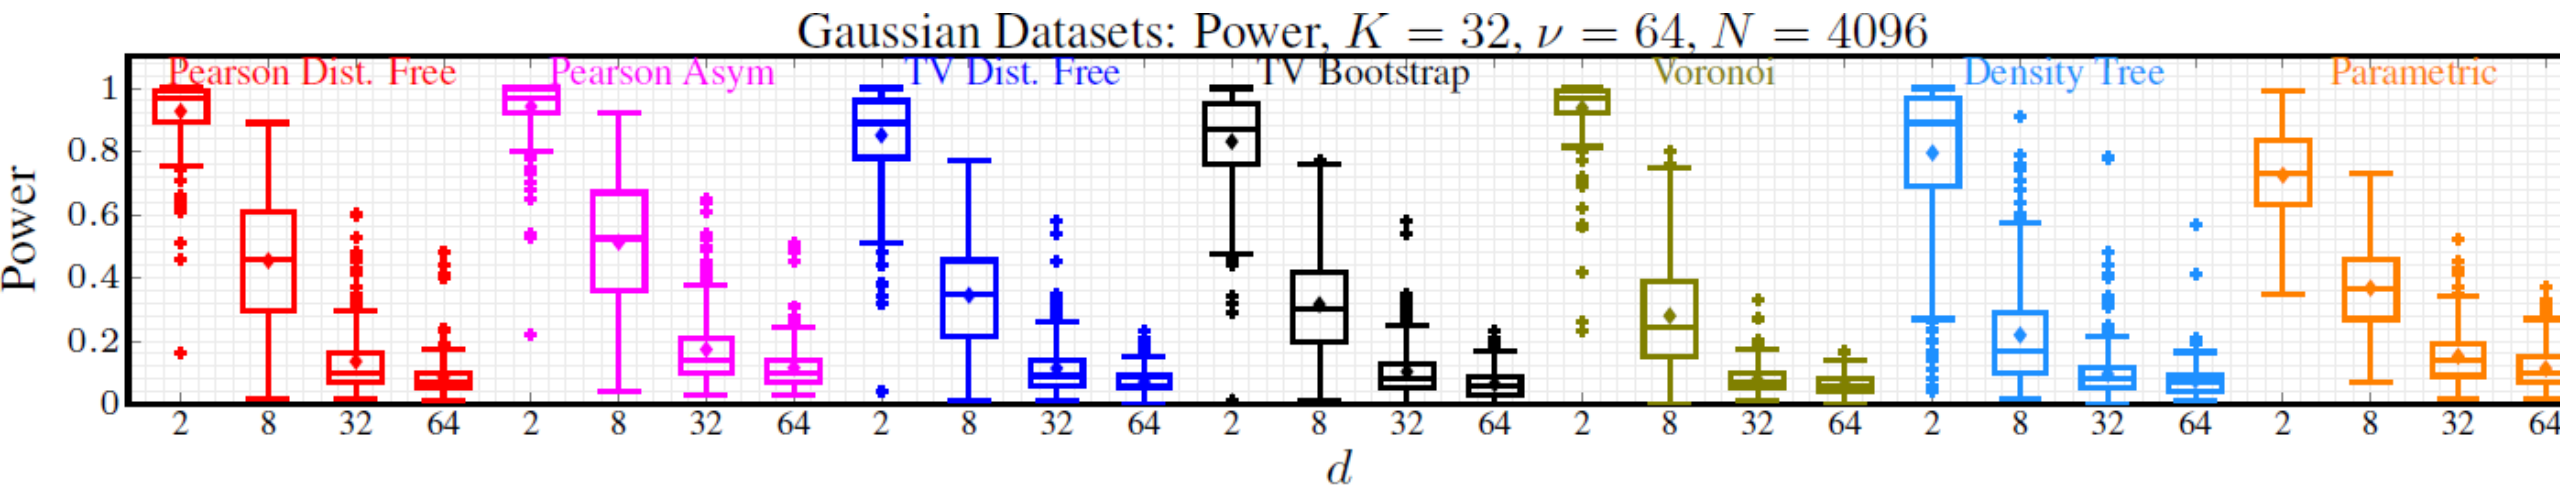 Gaussian Datasets: Power, K = 32, ν = 64, N = 4096
Pearson Dist. Free Pearson Asym TV Dist. Free TV Bootstrap Voronoi Density Tree Parametric
1
0.8
0.6
0.4
0.2
0
Power
2 8 32 64 2 8 32 64 2 8 32 64 2 8 32 64 2 8 32 64 2 8 32 64 2 8 32 64
d